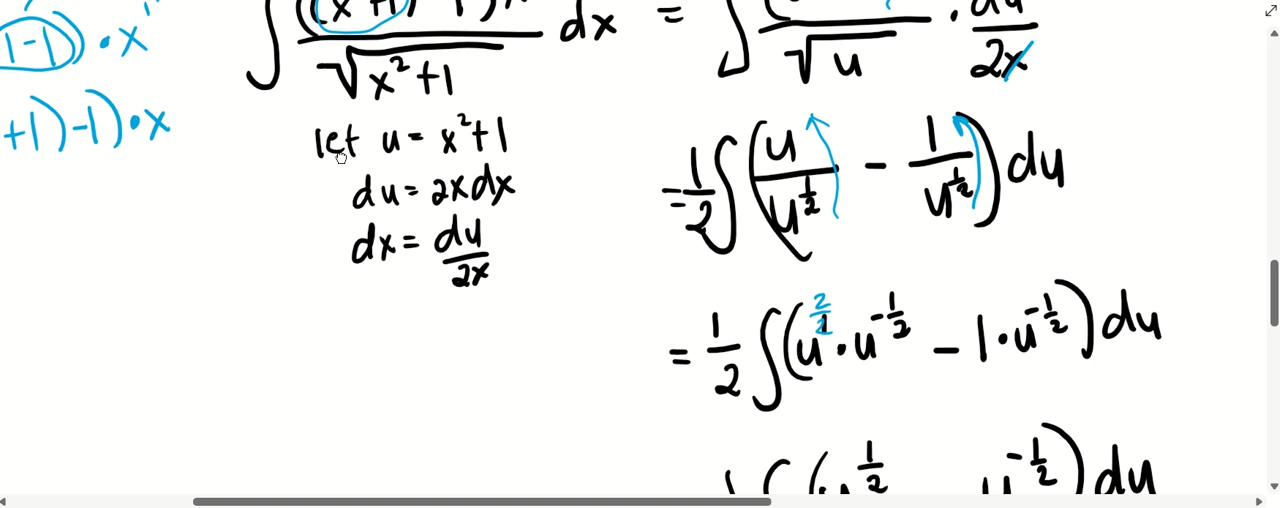 1-1)) • x'
+1)-1) • x
∫ ((x²+1)-1)x / √(x²+1) dx
let u = x²+1
du = 2xdx
dx = du/2x
= ∫ / √u · du/2x
= 1/2 ∫ (u/u^(1/2) - 1/u^(1/2)) du
= 1/2 ∫ (u^1 2/2 • u^(-1/2) - 1 • u^(-1/2)) du
∫ (u^(1/2) u^(-1/2)) du